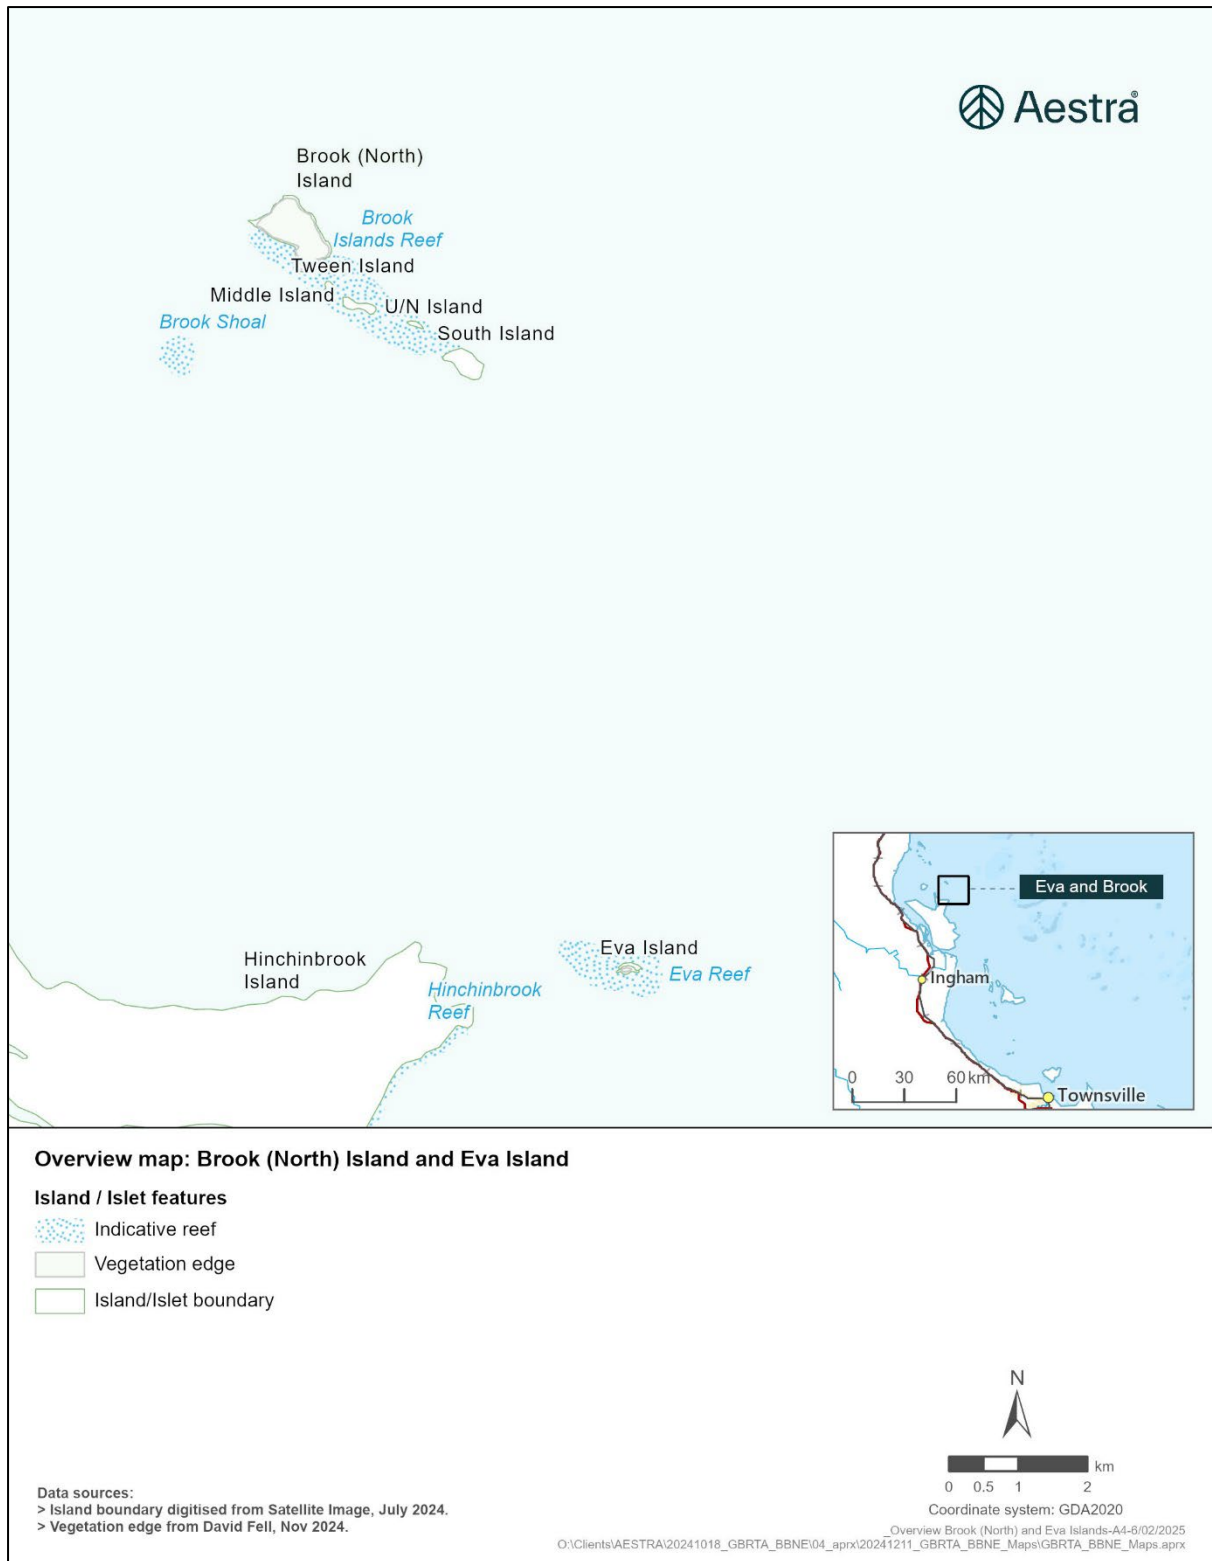 Aestra®
Brook (North)
Island
Brook
Islands Reef
Tween Island
Middle Island
U/N Island
Brook Shoal
South Island
Eva and Brook
Ingham
0 30 60 km
Townsville
Hinchinbrook
Island
Eva Island
Eva Reef
Hinchinbrook
Reef
Overview map: Brook (North) Island and Eva Island
Island / Islet features
Indicative reef
Vegetation edge
Island/Islet boundary
N
km
0 0.5 1 2
Coordinate system: GDA2020
Data sources:
> Island boundary digitised from Satellite Image, July 2024.
> Vegetation edge from David Fell, Nov 2024.
_Overview Brook (North) and Eva Islands-A4-6/02/2025
O:\Clients\AESTRA\20241018_GBRTA_BBNE\04_aprx\20241211_GBRTA_BBNE_Maps\GBRTA_BBNE_Maps.aprx